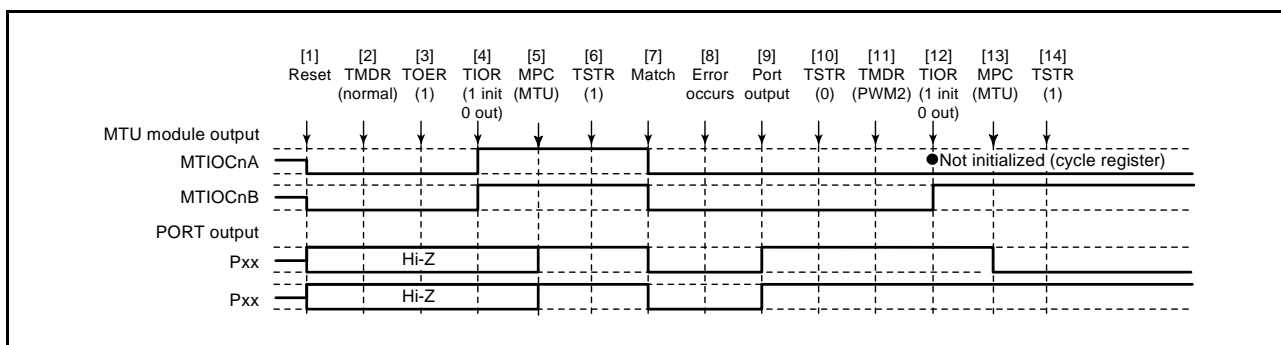 [1] [2] [3] [4] [5] [6] [7] [8] [9] [10] [11] [12] [13] [14]
Reset TMDR TOER TIOR MPC TSTR Match Error Port TSTR TMDR TIOR MPC TSTR
(normal) (1) (1 init (MTU) (1) occurs output (0) (PWM2) (1 init (MTU) (1)
0 out) 0 out)
MTU module output
MTIOCnA ●Not initialized (cycle register)
MTIOCnB
PORT output
Pxx Hi-Z
Pxx Hi-Z